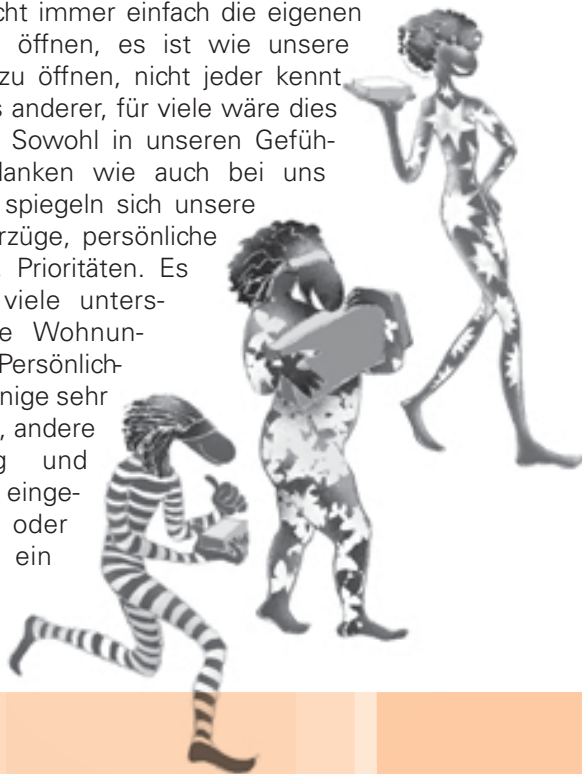 cht immer einfach die eigenen
öffnen, es ist wie unsere
zu öffnen, nicht jeder kennt
s anderer, für viele wäre dies
Sowohl in unseren Gefüh-
danken wie auch bei uns
spiegeln sich unsere
rzüge, persönliche
Prioritäten. Es
viele unters-
e Wohnun-
Persönlich-
nige sehr
, andere
g und
einge-
oder
ein